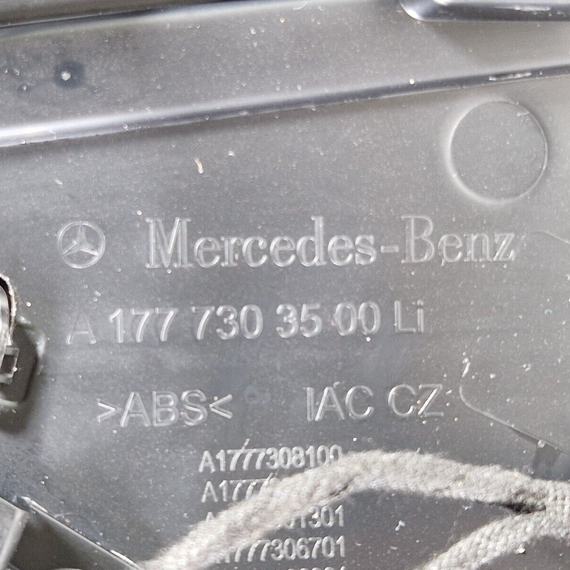 Mercedes-Benz
A 177 730 35 00 Li
>ABS< IAC CZ
A1777308100
A1777306701